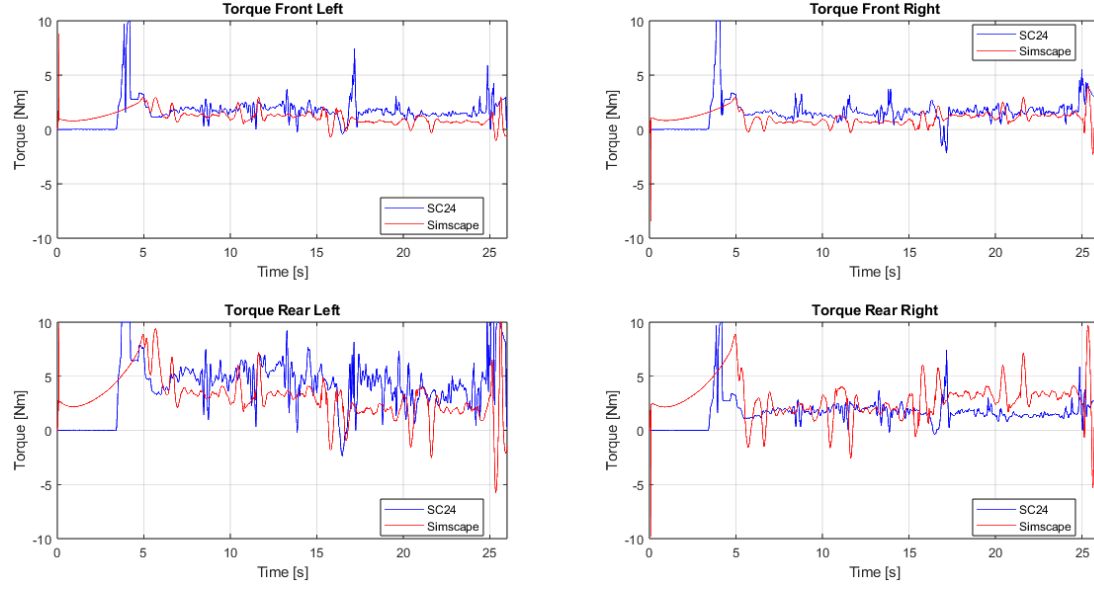 Torque Front Left
Torque [Nm]
10
5
0
-5
-10
SC24
Simscape
0 5 10 15 20 25
Time [s]
Torque Front Right
Torque [Nm]
10
5
0
-5
-10
SC24
Simscape
0 5 10 15 20 25
Time [s]
Torque Rear Left
Torque [Nm]
10
5
0
-5
-10
SC24
Simscape
0 5 10 15 20 25
Time [s]
Torque Rear Right
Torque [Nm]
10
5
0
-5
-10
SC24
Simscape
0 5 10 15 20 25
Time [s]